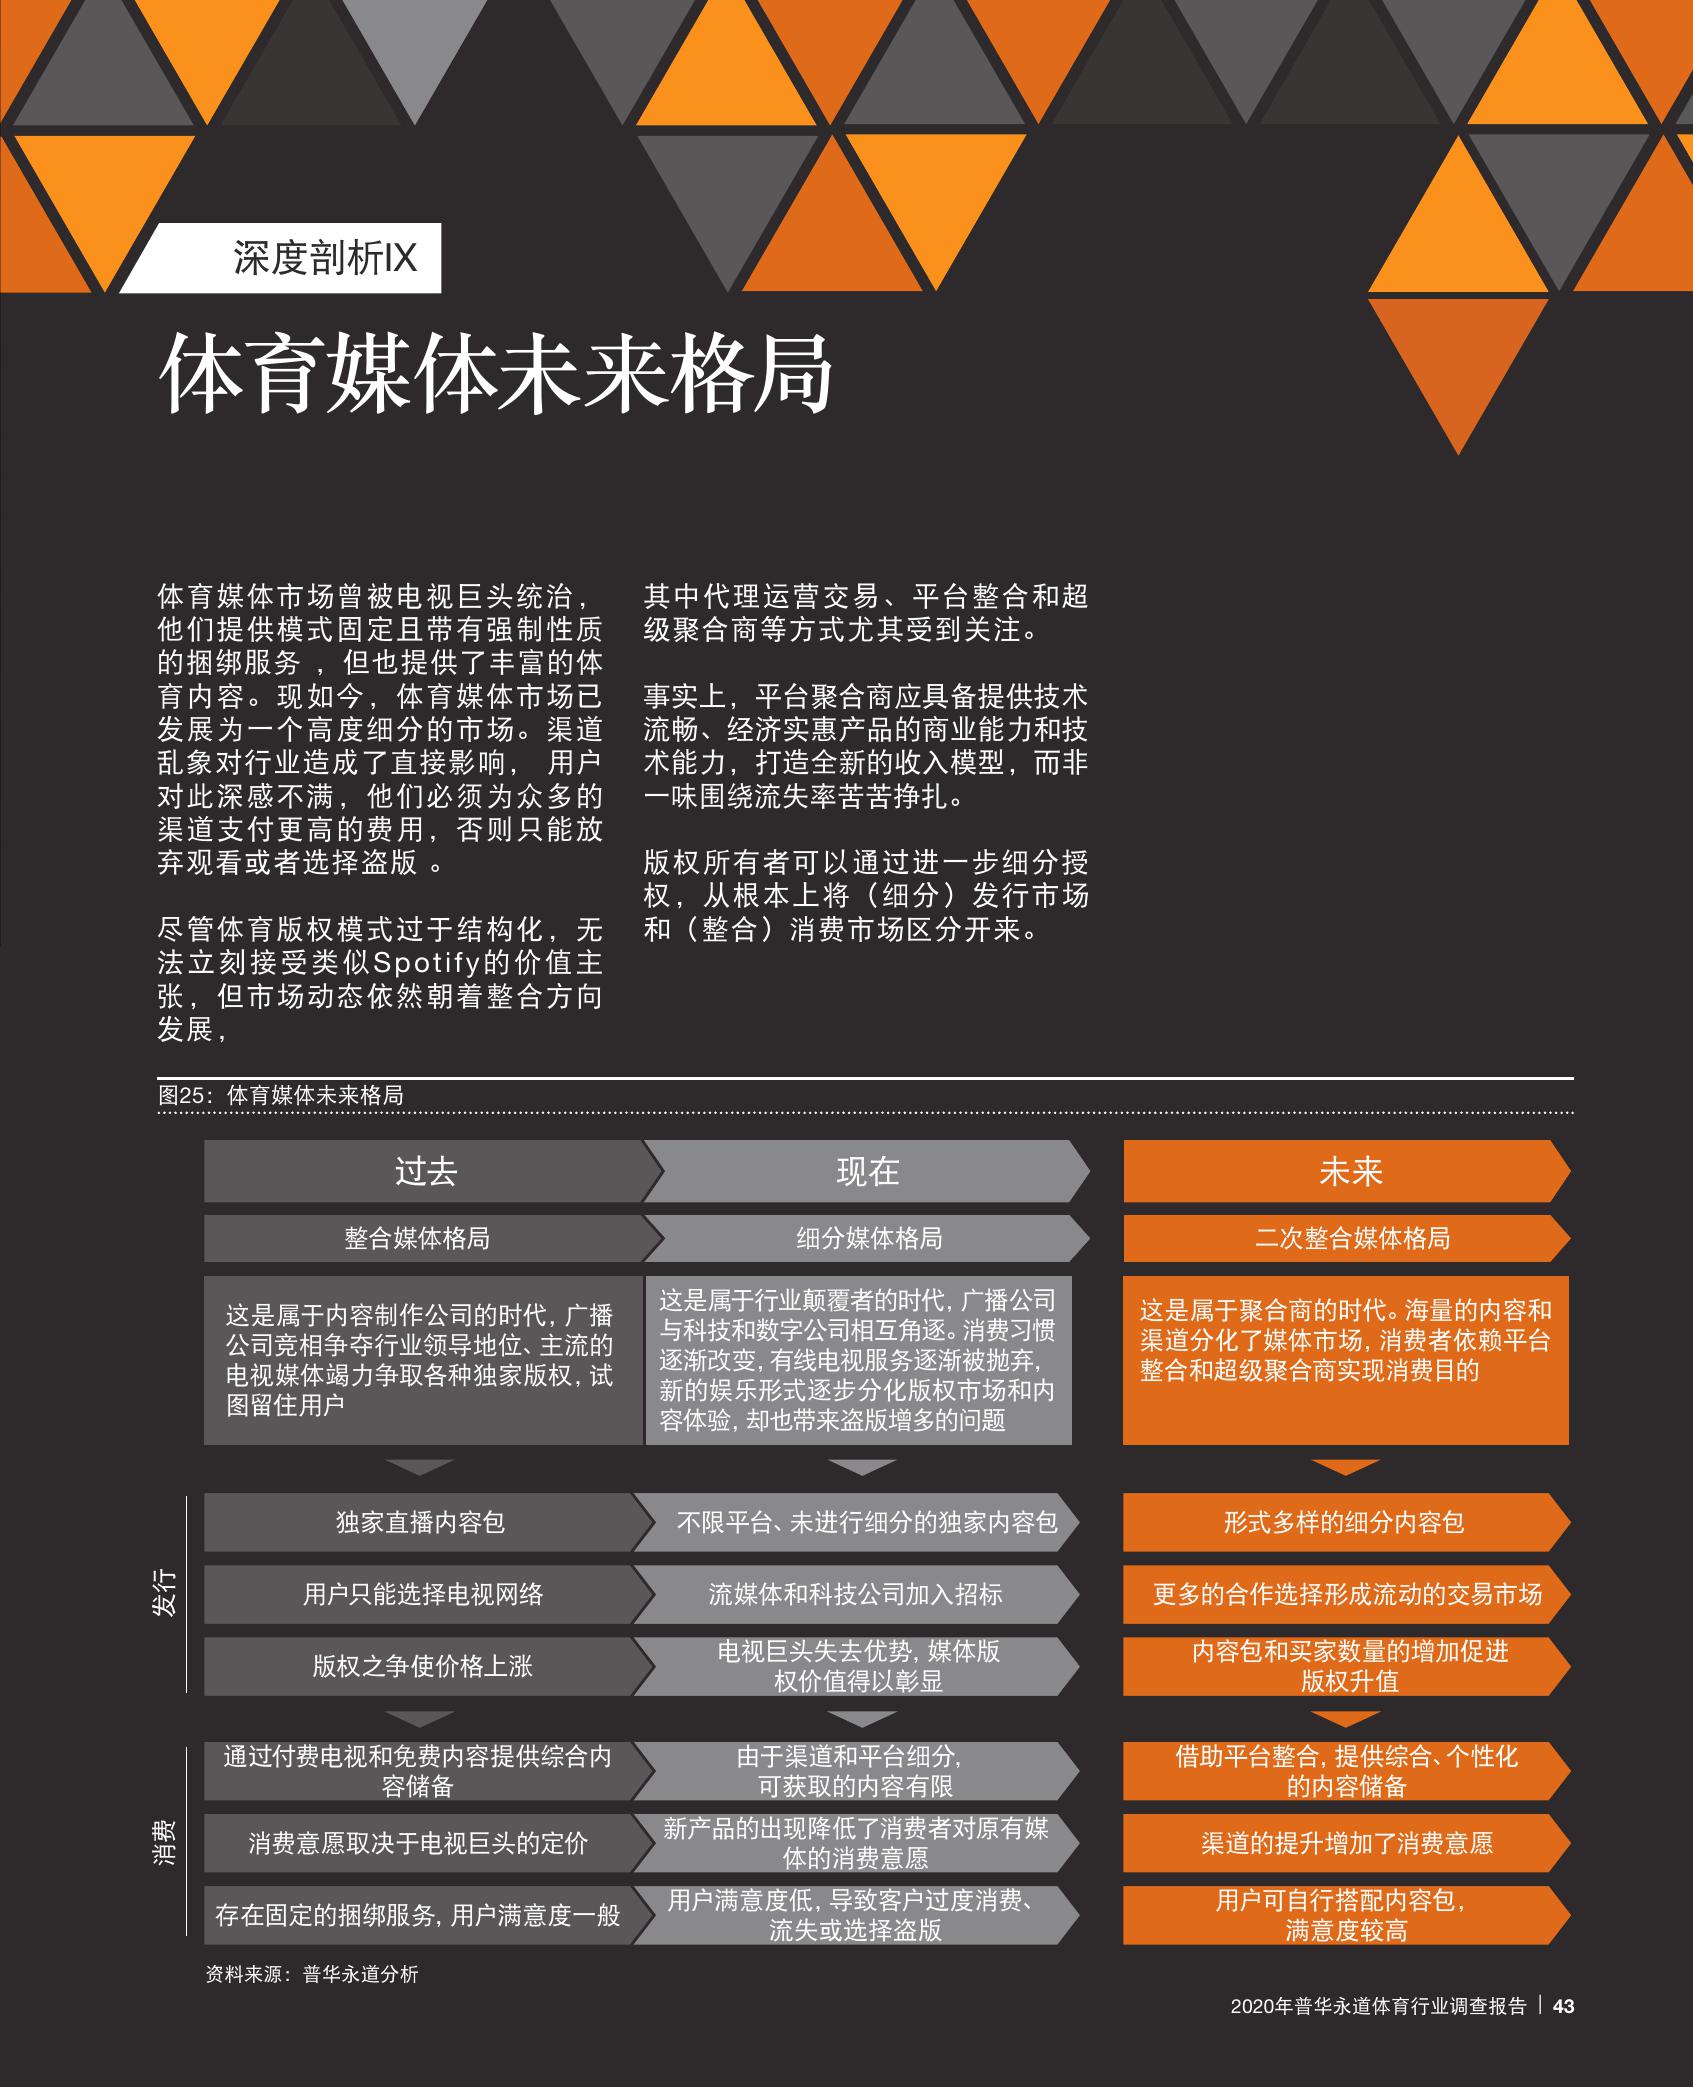 深度剖析IX
体育媒体未来格局
体育媒体市场曾被电视巨头统治，
他们提供模式固定且带有强制性质
的捆绑服务 ，但也提供了丰富的体
育内容。现如今，体育媒体市场已
发展为一个高度细分的市场。渠道
乱象对行业造成了直接影响， 用户
对此深感不满，他们必须为众多的
渠道支付更高的费用，否则只能放
弃观看或者选择盗版 。
尽管体育版权模式过于结构化，无
法立刻接受类似Spotify的价值主
张，但市场动态依然朝着整合方向
发展，
其中代理运营交易、平台整合和超
级聚合商等方式尤其受到关注。
事实上，平台聚合商应具备提供技术
流畅、经济实惠产品的商业能力和技
术能力，打造全新的收入模型，而非
一味围绕流失率苦苦挣扎。
版权所有者可以通过进一步细分授
权，从根本上将（细分）发行市场
和（整合）消费市场区分开来。
图25：体育媒体未来格局
过去
现在
未来
整合媒体格局
细分媒体格局
二次整合媒体格局
这是属于内容制作公司的时代，广播
公司竞相争夺行业领导地位、主流的
电视媒体竭力争取各种独家版权，试
图留住用户
这是属于行业颠覆者的时代，广播公司
与科技和数字公司相互角逐。消费习惯
逐渐改变，有线电视服务逐渐被抛弃，
新的娱乐形式逐步分化版权市场和内
容体验，却也带来盗版增多的问题
这是属于聚合商的时代。海量的内容和
渠道分化了媒体市场，消费者依赖平台
整合和超级聚合商实现消费目的
发行
独家直播内容包
不限平台、未进行细分的独家内容包
形式多样的细分内容包
用户只能选择电视网络
流媒体和科技公司加入招标
更多的合作选择形成流动的交易市场
版权之争使价格上涨
电视巨头失去优势，媒体版
权价值得以彰显
内容包和买家数量的增加促进
版权升值
消费
通过付费电视和免费内容提供综合内
容储备
由于渠道和平台细分，
可获取的内容有限
借助平台整合，提供综合、个性化
的内容储备
消费意愿取决于电视巨头的定价
新产品的出现降低了消费者对原有媒
体的消费意愿
渠道的提升增加了消费意愿
存在固定的捆绑服务，用户满意度一般
用户满意度低，导致客户过度消费、
流失或选择盗版
用户可自行搭配内容包，
满意度较高
资料来源：普华永道分析
2020年普华永道体育行业调查报告 43